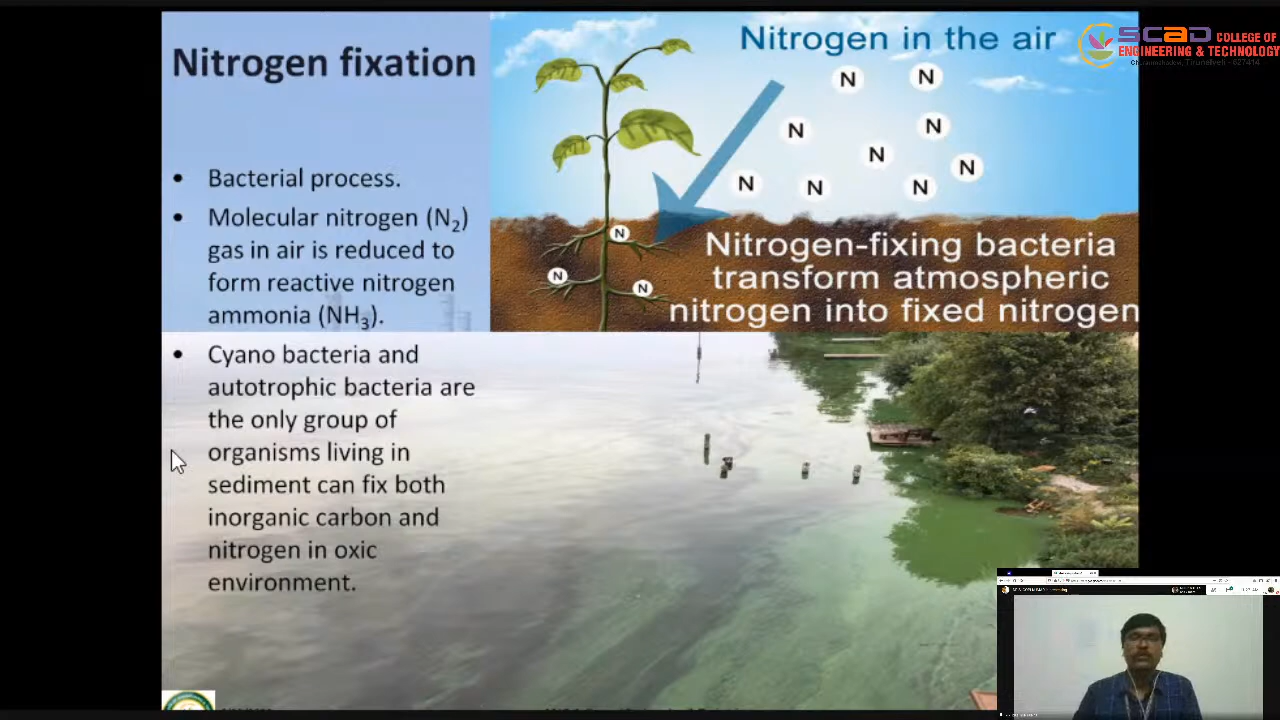 Nitrogen fixation
• Bacterial process.
• Molecular nitrogen (N₂)
gas in air is reduced to
form reactive nitrogen
ammonia (NH₃).
• Cyano bacteria and
autotrophic bacteria are
the only group of
organisms living in
sediment can fix both
inorganic carbon and
nitrogen in oxic
environment.
Nitrogen in the air
N
N
N
N
N
N
N
N
N
N
N
N
Nitrogen-fixing bacteria
transform atmospheric
nitrogen into fixed nitrogen
SCAD COLLEGE OF
ENGINEERING & TECHNOLOGY
Tirunelveli - 627414